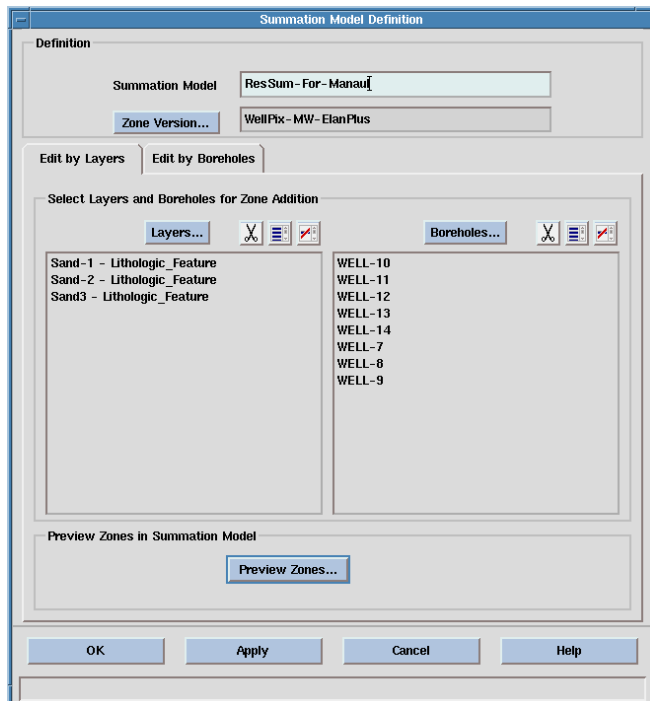 Summation Model Definition
Definition
Summation Model
ResSum-For-Manaul
Zone Version...
WellPix-MW-ElanPlus
Edit by Layers
Edit by Boreholes
Select Layers and Boreholes for Zone Addition
Layers...
Boreholes...
Sand-1 - Lithologic_Feature
Sand-2 - Lithologic_Feature
Sand3 - Lithologic_Feature
WELL-10
WELL-11
WELL-12
WELL-13
WELL-14
WELL-7
WELL-8
WELL-9
Preview Zones in Summation Model
Preview Zones...
OK
Apply
Cancel
Help